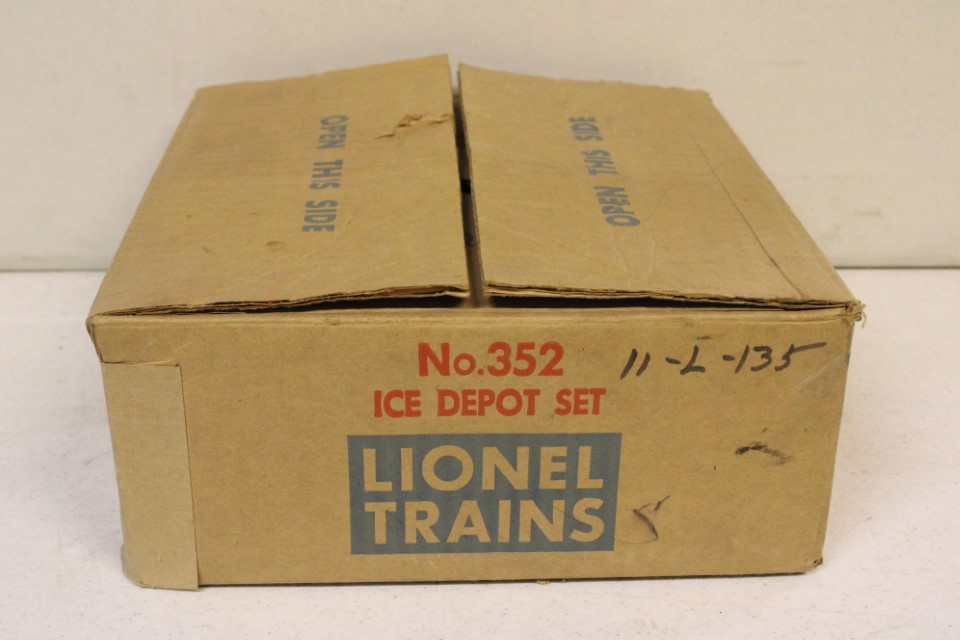 OPEN THIS SIDE
OPEN THIS SIDE
No.352
11-L-135
ICE DEPOT SET
LIONEL
TRAINS